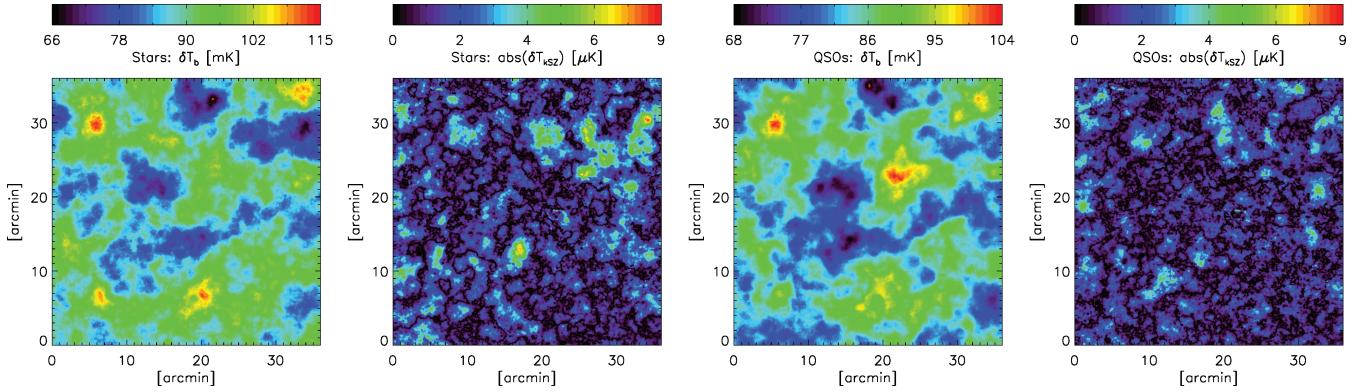 66 78 90 102 115
Stars: δT_b [mK]
0 2 4 6 9
Stars: abs(δT_kSZ) [μK]
68 77 86 95 104
QSOs: δT_b [mK]
0 2 4 6 9
QSOs: abs(δT_kSZ) [μK]
30
20
10
0
[arcmin]
0 10 20 30
[arcmin]
30
20
10
0
[arcmin]
0 10 20 30
[arcmin]
30
20
10
0
[arcmin]
0 10 20 30
[arcmin]
30
20
10
0
[arcmin]
0 10 20 30
[arcmin]